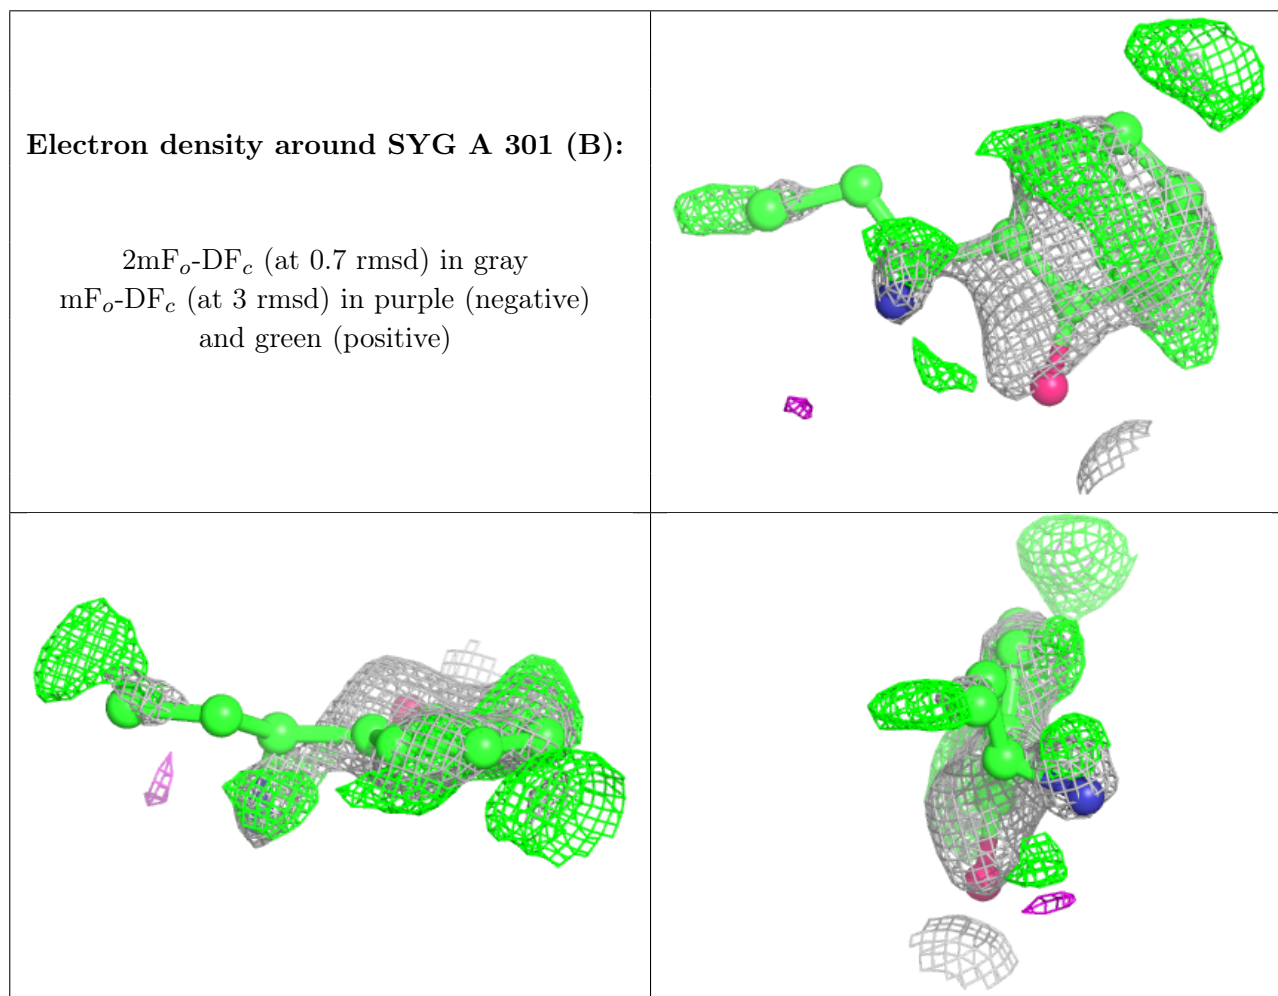 Electron density around SYG A 301 (B):
2mFo-DFc (at 0.7 rmsd) in gray
mFo-DFc (at 3 rmsd) in purple (negative)
and green (positive)